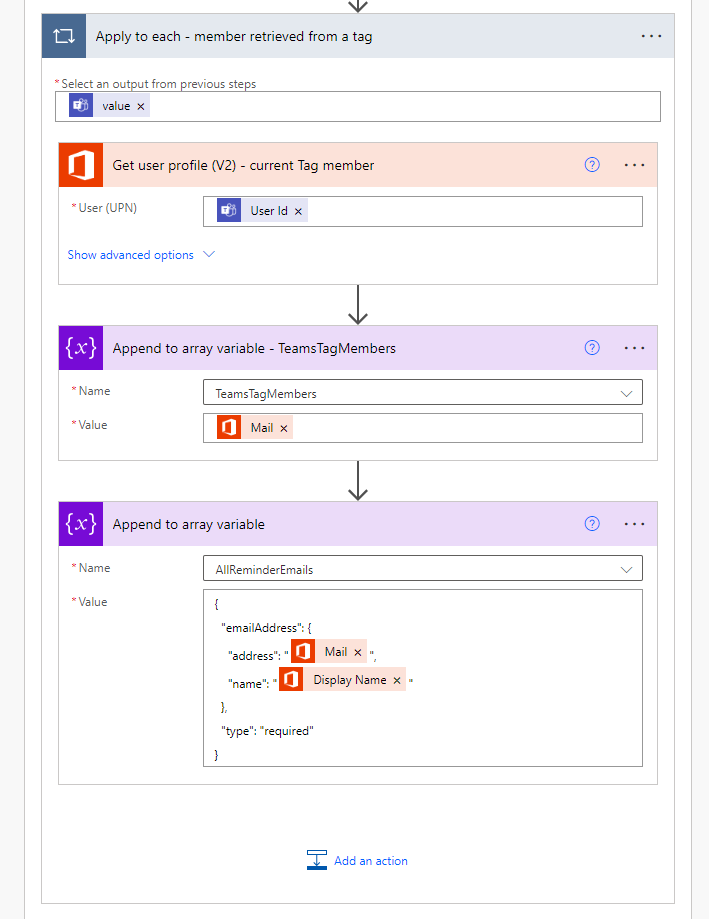 Apply to each - member retrieved from a tag
* Select an output from previous steps
value ×
Get user profile (V2) - current Tag member
* User (UPN)
User Id ×
Show advanced options
{x} Append to array variable - TeamsTagMembers
* Name
TeamsTagMembers
* Value
Mail ×
{x} Append to array variable
* Name
AllReminderEmails
* Value
{
"emailAddress": {
"address": " Mail × ",
"name": " Display Name × "
},
"type": "required"
}
Add an action